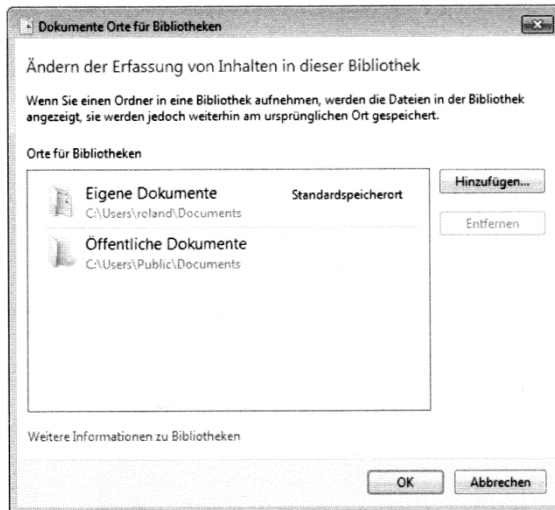 Dokumente Orte für Bibliotheken
Ändern der Erfassung von Inhalten in dieser Bibliothek
Wenn Sie einen Ordner in eine Bibliothek aufnehmen, werden die Dateien in der Bibliothek
angezeigt, sie werden jedoch weiterhin am ursprünglichen Ort gespeichert.
Orte für Bibliotheken
Eigene Dokumente
Standardspeicherort
C:\Users\roland\Documents
Öffentliche Dokumente
C:\Users\Public\Documents
Hinzufügen...
Entfernen
Weitere Informationen zu Bibliotheken
OK
Abbrechen